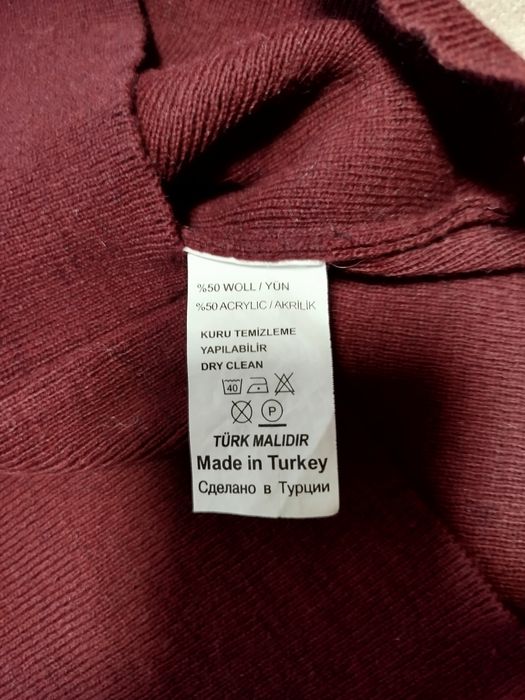 %50 WOLL / YÜN
%50 ACRYLIC / AKRİLİK
KURU TEMİZLEME
YAPILABİLİR
DRY CLEAN
40
P
TÜRK MALIDIR
Made in Turkey
Сделано в Турции